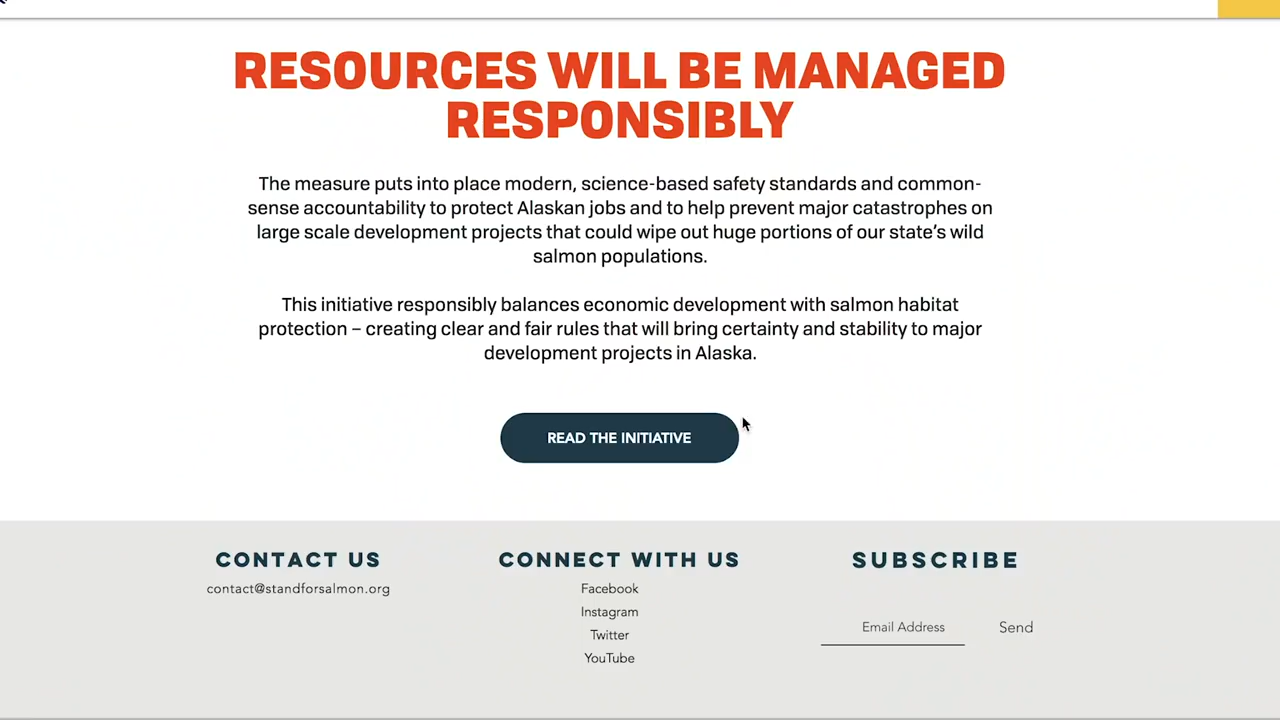 RESOURCES WILL BE MANAGED
RESPONSIBLY
The measure puts into place modern, science-based safety standards and common-
sense accountability to protect Alaskan jobs and to help prevent major catastrophes on
large scale development projects that could wipe out huge portions of our state's wild
salmon populations.
This initiative responsibly balances economic development with salmon habitat
protection – creating clear and fair rules that will bring certainty and stability to major
development projects in Alaska.
READ THE INITIATIVE
CONTACT US
contact@standforsalmon.org
CONNECT WITH US
Facebook
Instagram
Twitter
YouTube
SUBSCRIBE
Email Address
Send